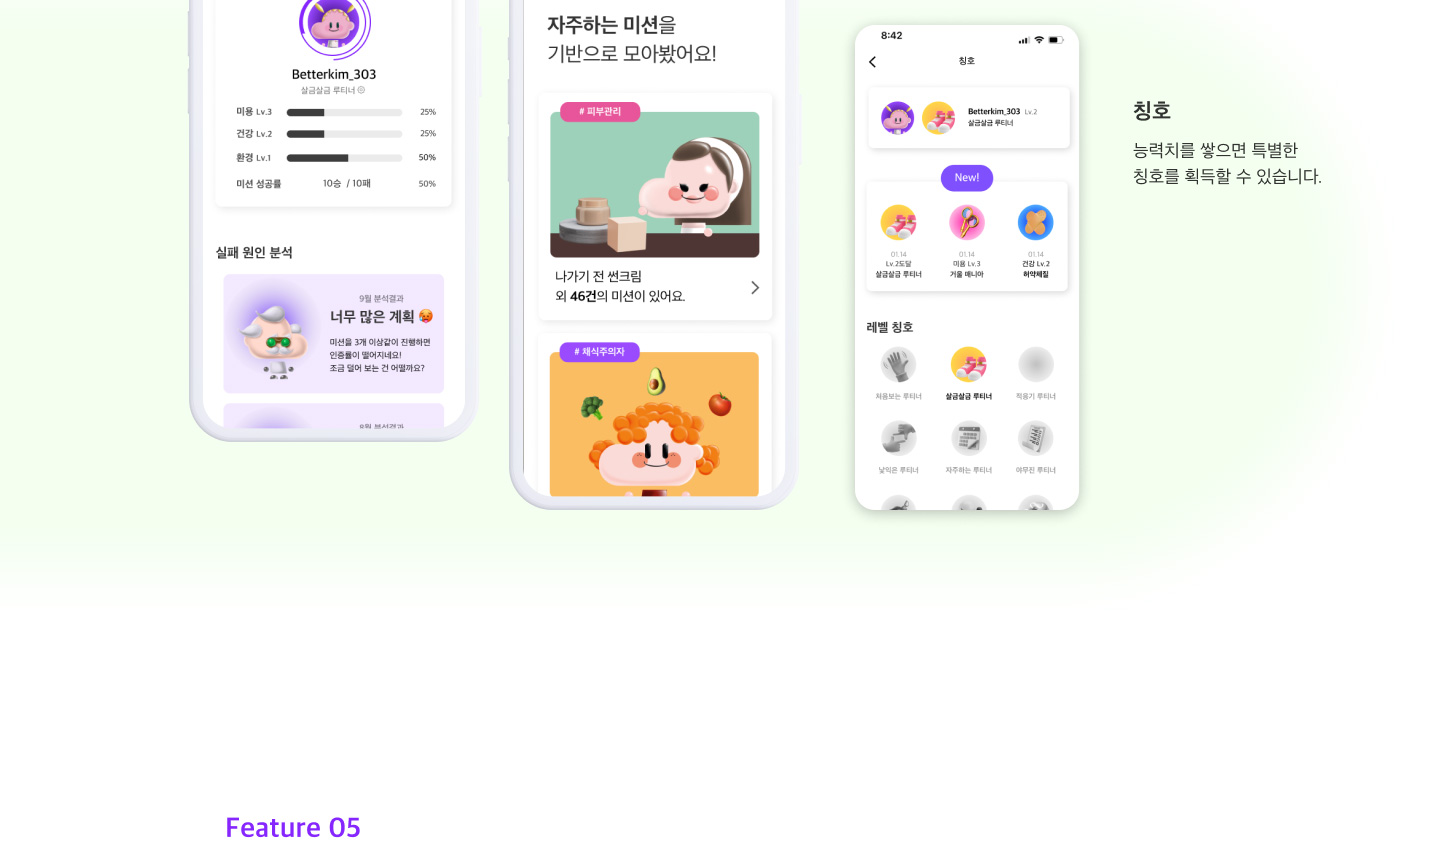 Betterkim_303
살금살금 루티너
미용 Lv.3 25%
건강 Lv.2 25%
환경 Lv.1 50%
미션 성공률 10승 / 10패 50%
실패 원인 분석
9월 분석결과
너무 많은 계획
미션을 3개 이상같이 진행하면
인증률이 떨어지네요!
조금 덜어 보는 건 어떨까요?
8월 분석결과
자주하는 미션을
기반으로 모아봤어요!
# 피부관리
나가기 전 썬크림
외 46건의 미션이 있어요.
# 채식주의자
8:42
칭호
Betterkim_303 Lv.2
살금살금 루티너
New!
01.14 01.14 01.14
Lv.2도달 미용 Lv.3 건강 Lv.2
살금살금 루티너 거울 매니아 허약체질
레벨 칭호
처음보는 루티너 살금살금 루티너 적응기 루티너
낯익은 루티너 자주하는 루티너 야무진 루티너
칭호
능력치를 쌓으면 특별한
칭호를 획득할 수 있습니다.
Feature 05